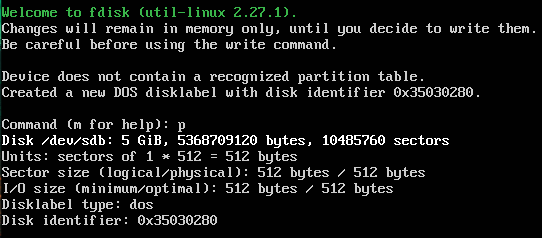 Welcome to fdisk (util-linux 2.27.1).
Changes will remain in memory only, until you decide to write them.
Be careful before using the write command.
Device does not contain a recognized partition table.
Created a new DOS disklabel with disk identifier 0x35030280.
Command (m for help): p
Disk /dev/sdb: 5 GiB, 5368709120 bytes, 10485760 sectors
Units: sectors of 1 * 512 = 512 bytes
Sector size (logical/physical): 512 bytes / 512 bytes
I/O size (minimum/optimal): 512 bytes / 512 bytes
Disklabel type: dos
Disk identifier: 0x35030280